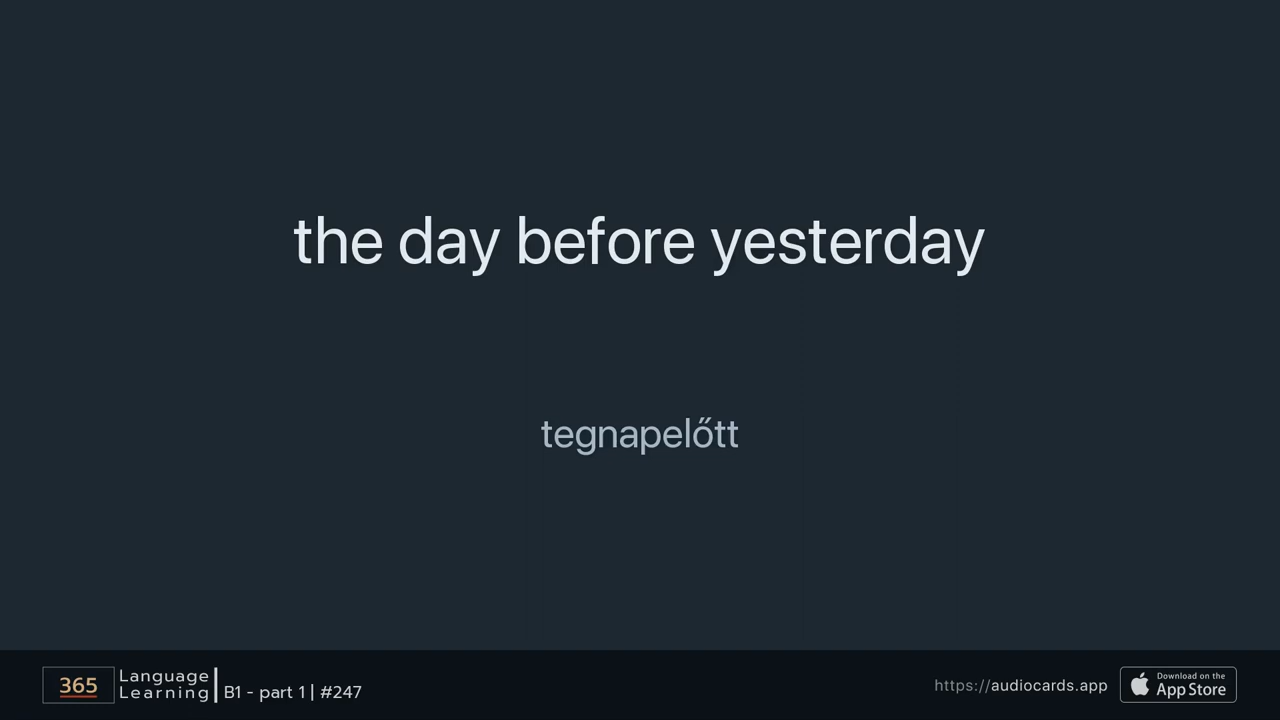 the day before yesterday
tegnapelőtt
365 Language Learning | B1 - part 1 | #247
https://audiocards.app
Download on the App Store